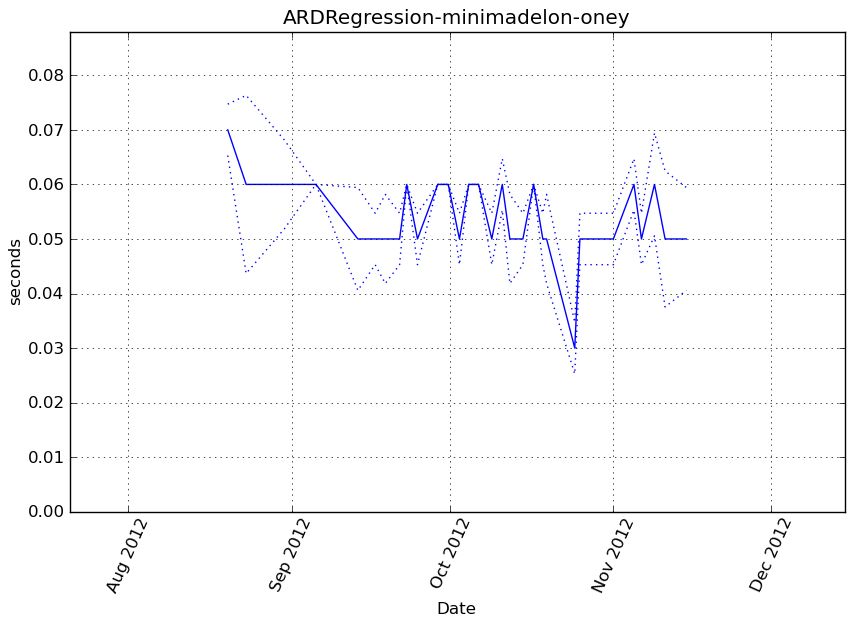 ARDRegression-minimadelon-oney
0.08
0.07
0.06
0.05
0.04
0.03
0.02
0.01
0.00
seconds
Aug 2012
Sep 2012
Oct 2012
Nov 2012
Dec 2012
Date